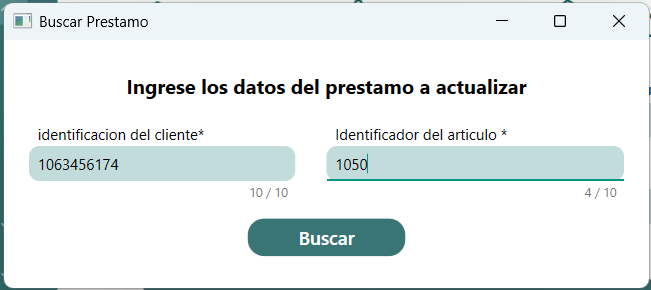 Buscar Prestamo
Ingrese los datos del prestamo a actualizar
identificacion del cliente*
Identificador del articulo *
1063456174
1050
10 / 10
4 / 10
Buscar